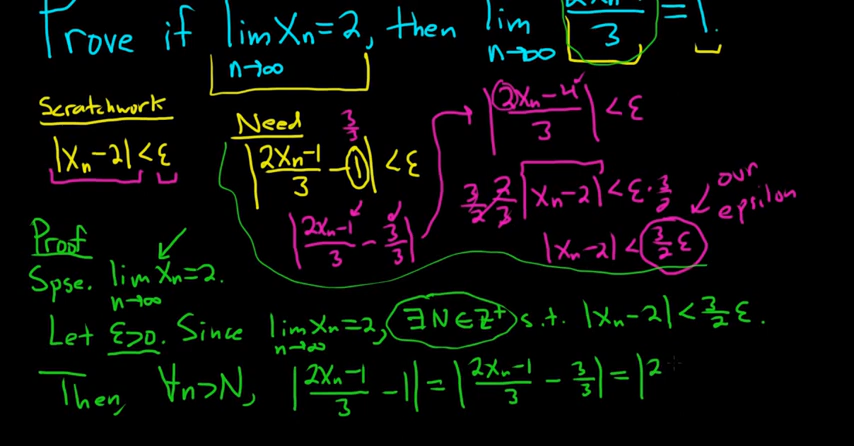 Prove if lim Xn=2, then lim 2Xn-1/3 = 1.
n→∞ n→∞
Scratchwork
|Xn-2|<ε
Need
3/3
|2Xn-1/3 - 1| <ε
|2Xn-1/3 - 3/3|
|2Xn-4/3| <ε
3/2 · 2/3 |Xn-2| <ε·3/2
|Xn-2| < 3/2 ε
our
epsilon
Proof
Spse. lim Xn=2.
n→∞
Let ε>0. Since lim Xn=2, ∃N∈Z⁺ s.t. |Xn-2|<3/2 ε.
n→∞
Then, ∀n>N, |2Xn-1/3 - 1| = |2Xn-1/3 - 3/3| = |2